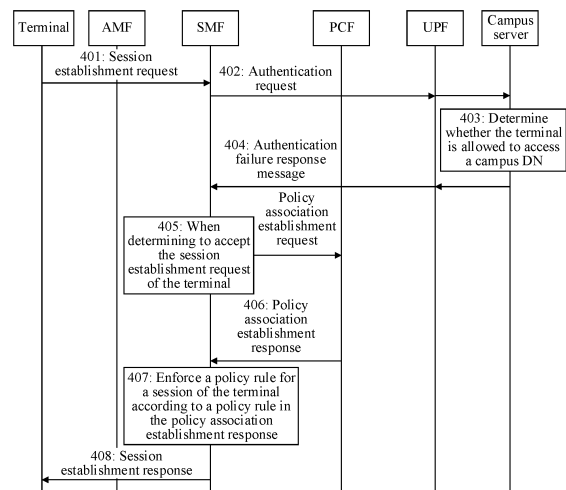 Terminal
AMF
SMF
PCF
UPF
Campus
server
401: Session
establishment request
402: Authentication
request
403: Determine
whether the terminal
is allowed to access
a campus DN
404: Authentication
failure response
message
Policy
association
establishment
request
405: When
determining to accept
the session
establishment request
of the terminal
406: Policy
association
establishment
response
407: Enforce a policy rule for
a session of the terminal
according to a policy rule in
the policy association
establishment response
408: Session
establishment response